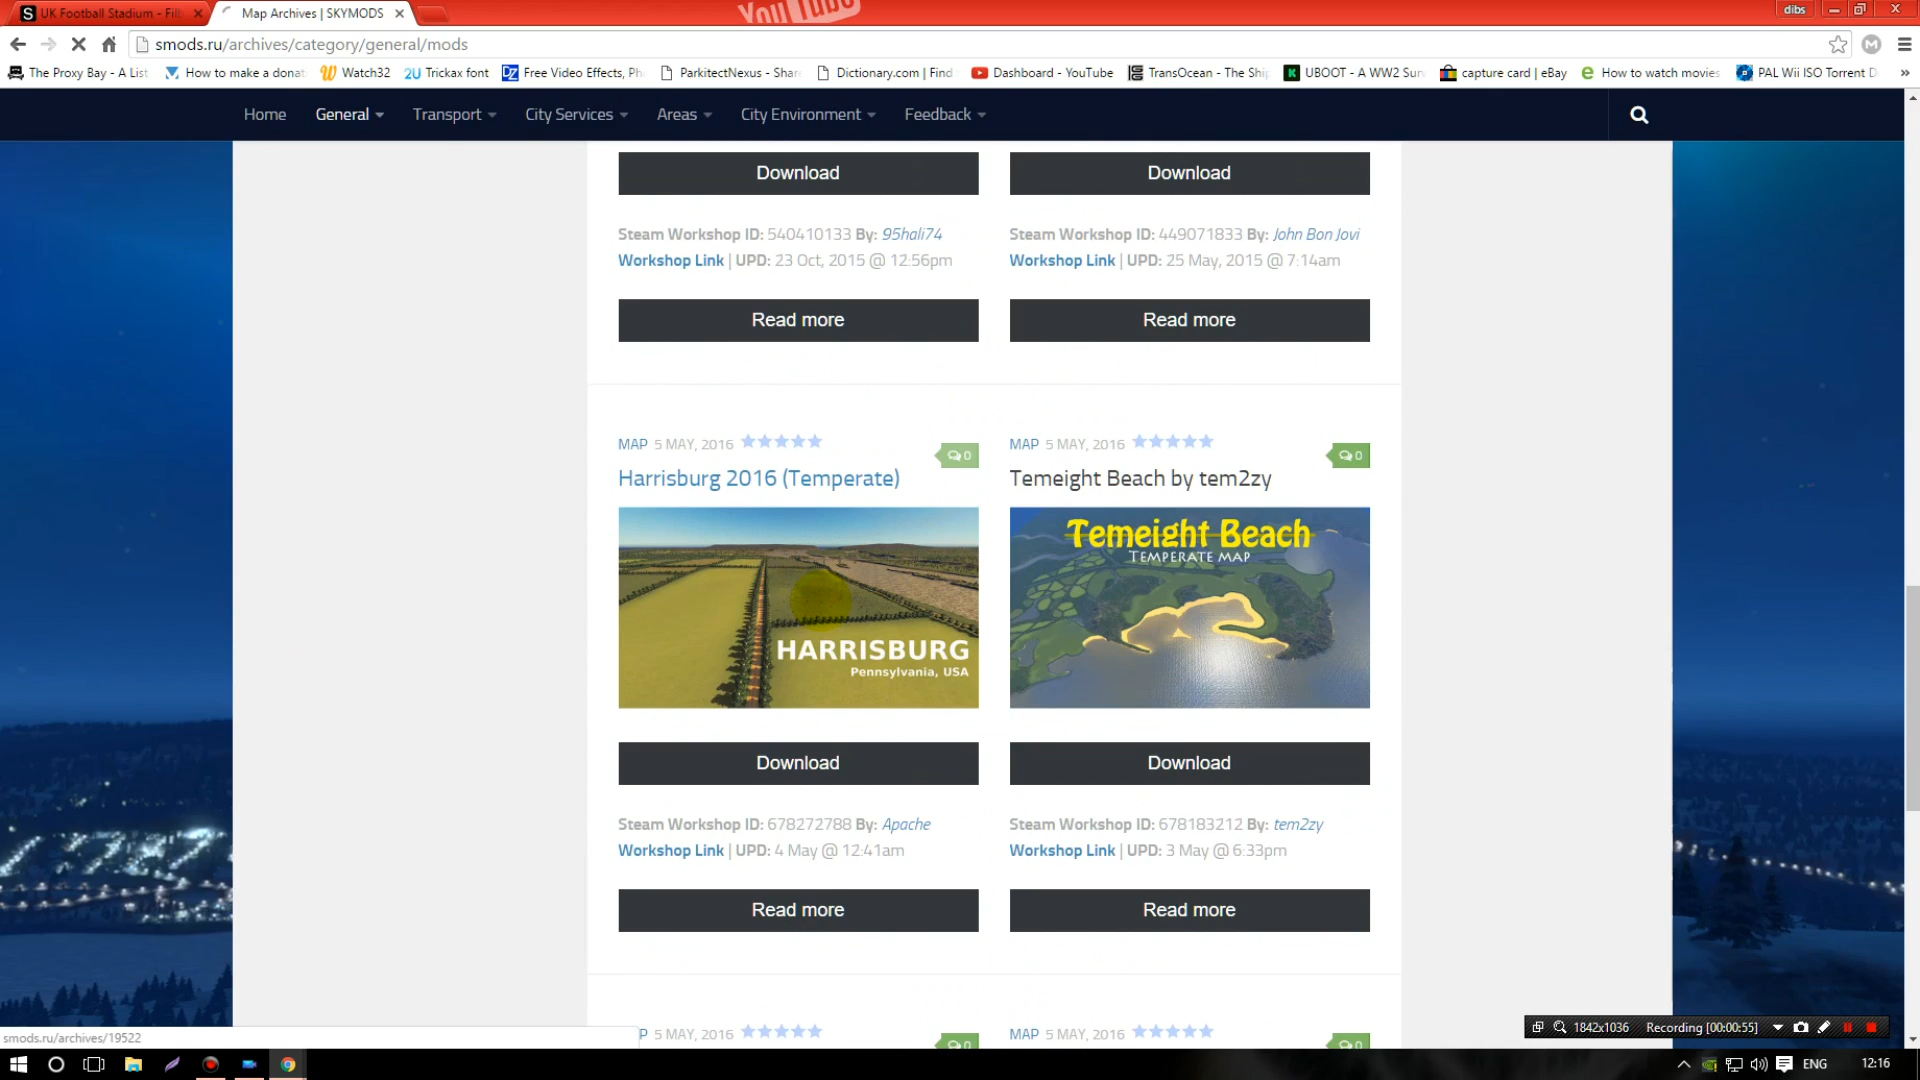 YouTube
UK Football Stadium - Fil
Map Archives | SKYMODS
dibs
smods.ru/archives/category/general/mods
The Proxy Bay - A List
How to make a donat
Watch32
Trickax font
Free Video Effects, Ph
ParkitectNexus - Share
Dictionary.com | Find
Dashboard - YouTube
TransOcean - The Ship
UBOOT - A WW2 Sur
capture card | eBay
How to watch movies
PAL Wii ISO Torrent D
Home General Transport City Services Areas City Environment Feedback
Download Download
Steam Workshop ID: 540410133 By: 95hali74
Workshop Link | UPD: 23 Oct, 2015 @ 12:56pm
Steam Workshop ID: 449071833 By: John Bon Jovi
Workshop Link | UPD: 25 May, 2015 @ 7:14am
Read more Read more
MAP 5 MAY, 2016 0
Harrisburg 2016 (Temperate)
HARRISBURG
Pennsylvania, USA
Download
Steam Workshop ID: 678272788 By: Apache
Workshop Link | UPD: 4 May @ 12:41am
Read more
MAP 5 MAY, 2016 0
Temeight Beach by tem2zy
Temeight Beach
TEMPERATE MAP
Download
Steam Workshop ID: 678183212 By: tem2zy
Workshop Link | UPD: 3 May @ 6:33pm
Read more
P 5 MAY, 2016 0
MAP 5 MAY, 2016 0
smods.ru/archives/19522
1842x1036 Recording [00:00:55]
ENG 12:16